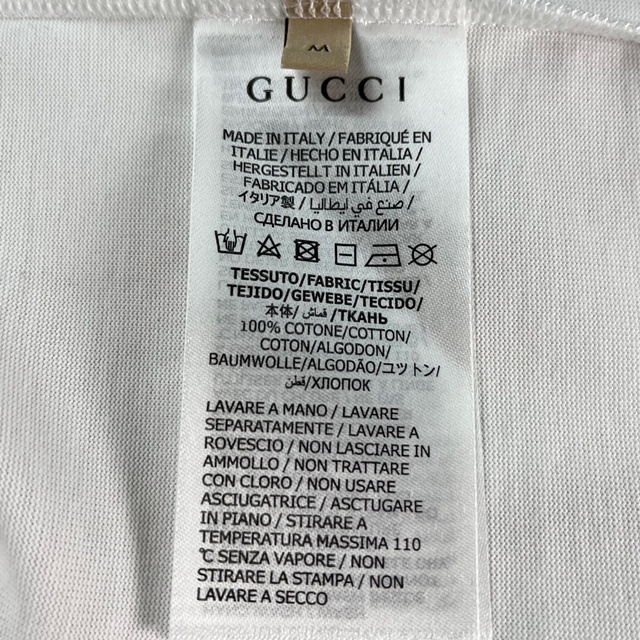 M
GUCCI
MADE IN ITALY / FABRIQUÉ EN
ITALIE / HECHO EN ITALIA /
HERGESTELLT IN ITALIEN /
FABRICADO EM ITÁLIA /
イタリア製 / صنع في ايطاليا /
СДЕЛАНО В ИТАЛИИ
TESSUTO/FABRIC/TISSU/
TEJIDO/GEWEBE/TECIDO/
本体/ قماش /ТКАНЬ
100% COTONE/COTTON/
COTON/ALGODON/
BAUMWOLLE/ALGODÃO/ユツトン/
قطن/ХЛОПОК
LAVARE A MANO / LAVARE
SEPARATAMENTE / LAVARE A
ROVESCIO / NON LASCIARE IN
AMMOLLO / NON TRATTARE
CON CLORO / NON USARE
ASCIUGATRICE / ASCTUGARE
IN PIANO / STIRARE A
TEMPERATURA MASSIMA 110
℃ SENZA VAPORE / NON
STIRARE LA STAMPA / NON
LAVARE A SECCO